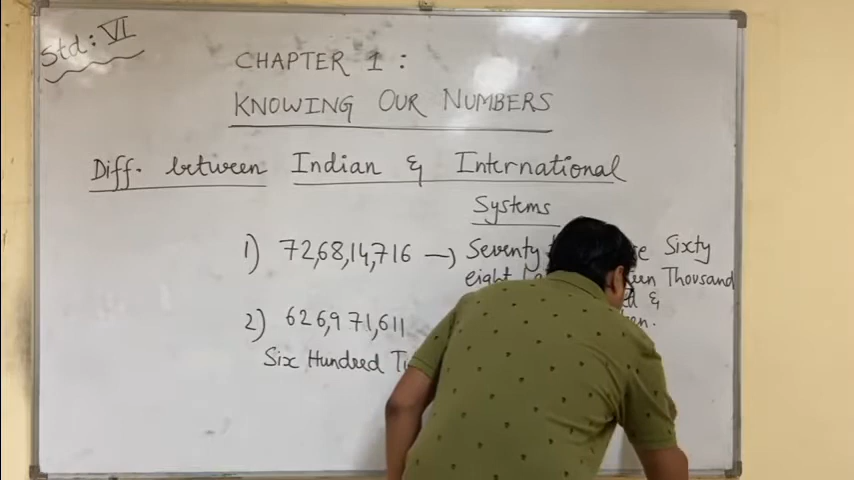 Std: VI
CHAPTER 1 :
KNOWING OUR NUMBERS
Diff. between Indian & International
Systems
1) 72,68,14,716 → Seventy Sixty
eight Thousand
&
2) 626,971,611
Six Hundred